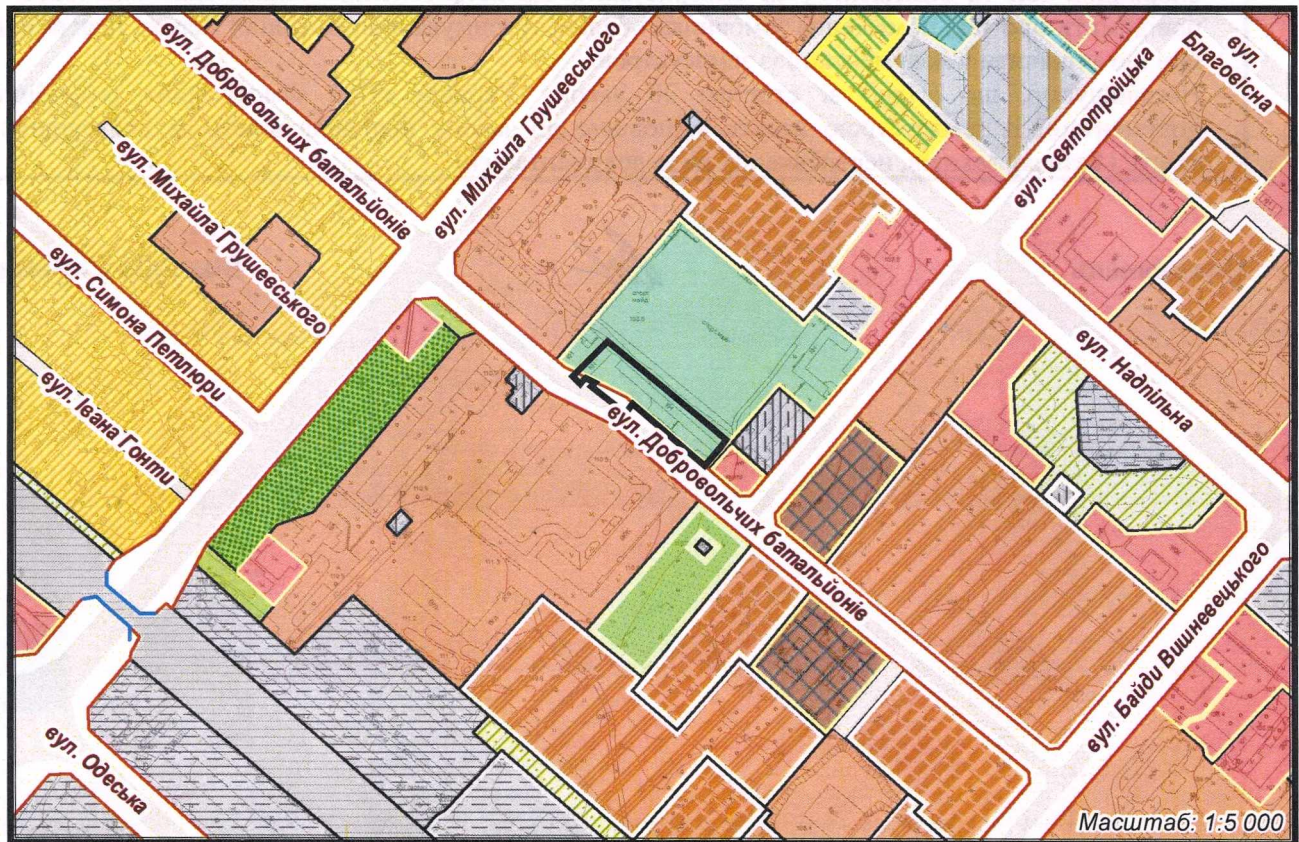 вул. Добровольчих батальйонів
вул. Михайла Грушевського
вул. Святотроїцька
вул. Благовісна
вул. Михайла Грушевського
вул. Симона Петлюри
вул. Івана Гонти
вул. Надпільна
вул. Добровольчих батальйонів
вул. Байди Вишневецького
вул. Одеська
Масштаб: 1:5 000